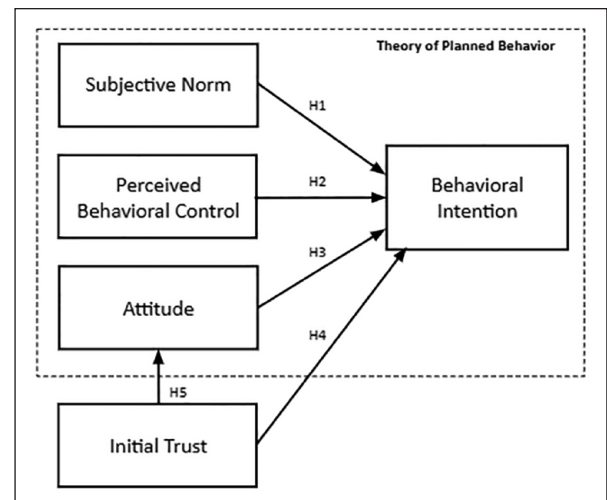 Theory of Planned Behavior
Subjective Norm
H1
Perceived
Behavioral Control
H2
Behavioral
Intention
H3
Attitude
H4
H5
Initial Trust